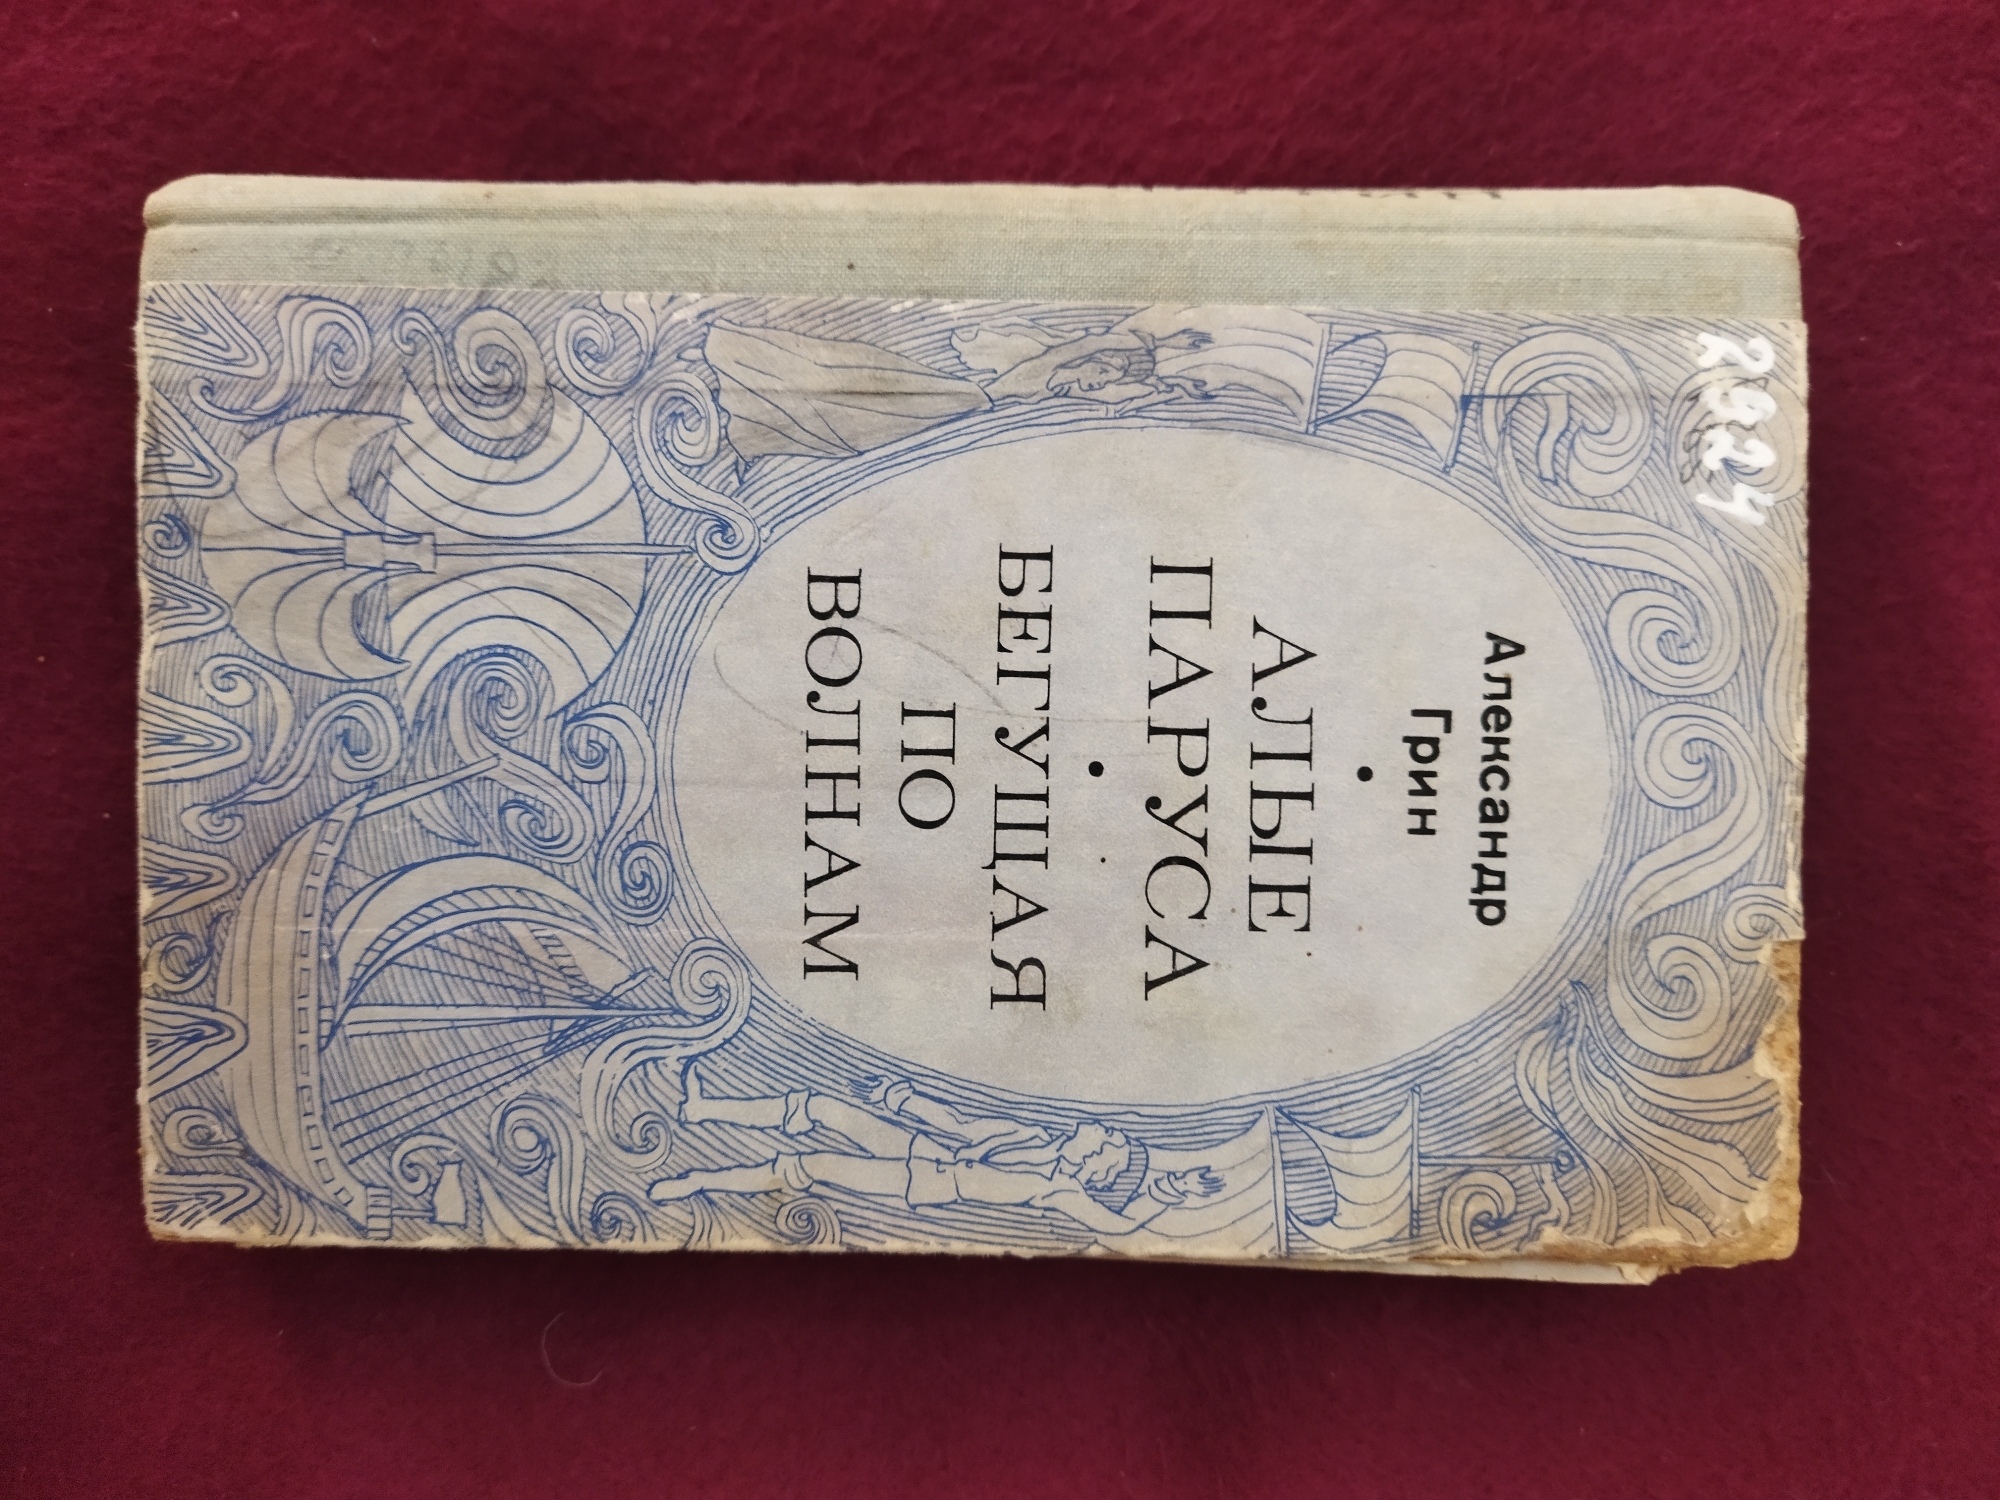 2924
Александр
Грин
•
АЛЫЕ
ПАРУСА
•
БЕГУЩАЯ
ПО
ВОЛНАМ